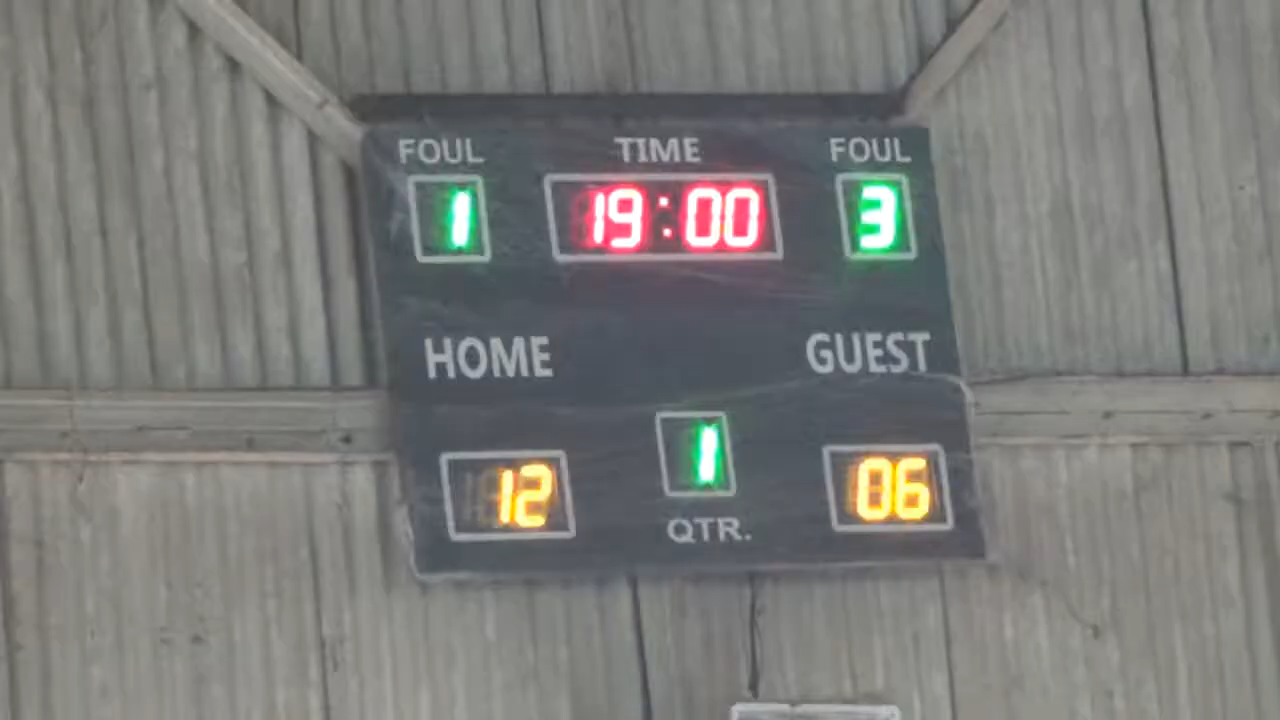 FOUL TIME FOUL
1 19:00 3
HOME GUEST
12 1 06
QTR.